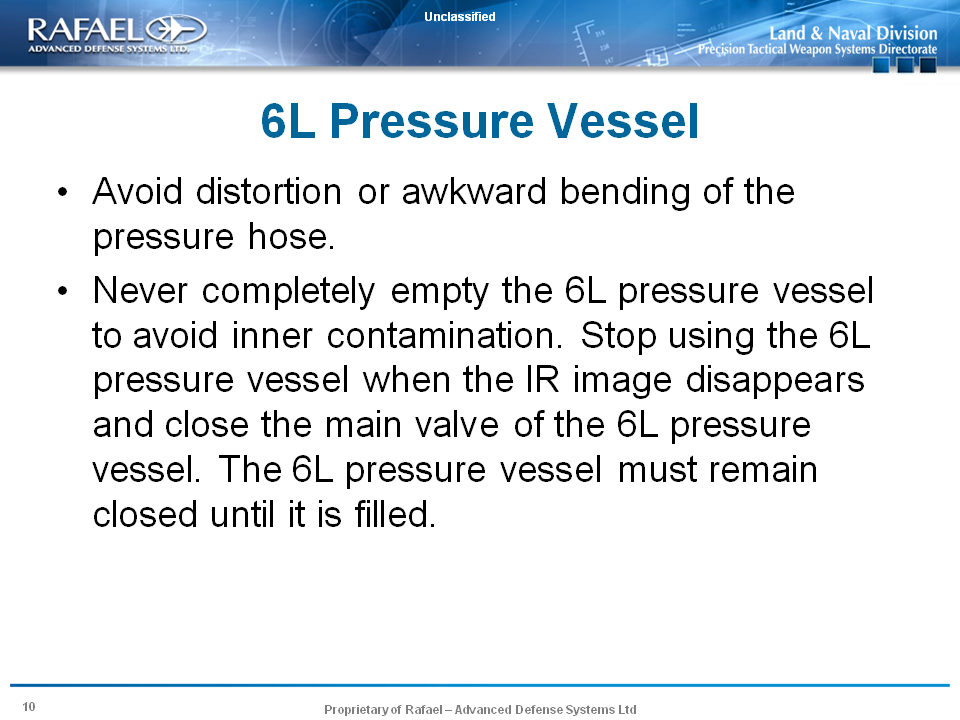 Unclassified
RAFAEL
ADVANCED DEFENSE SYSTEMS LTD.
Land & Naval Division
Precision Tactical Weapon Systems Directorate
6L Pressure Vessel
• Avoid distortion or awkward bending of the
pressure hose.
• Never completely empty the 6L pressure vessel
to avoid inner contamination. Stop using the 6L
pressure vessel when the IR image disappears
and close the main valve of the 6L pressure
vessel. The 6L pressure vessel must remain
closed until it is filled.
10
Proprietary of Rafael – Advanced Defense Systems Ltd